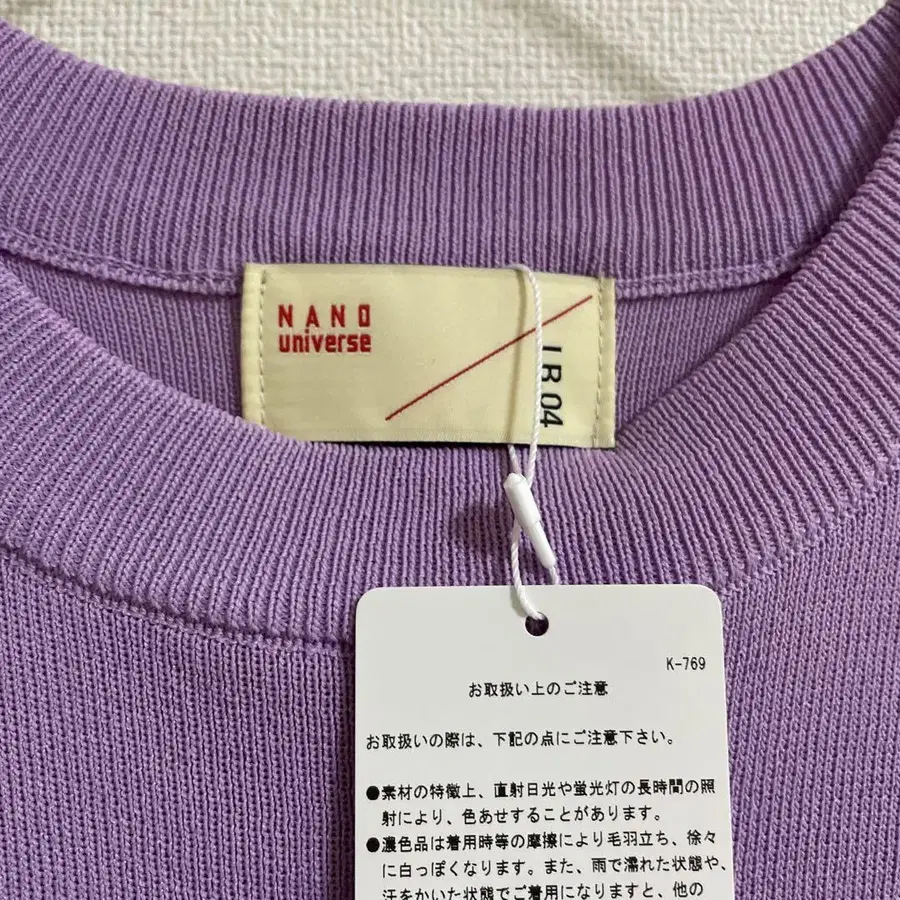 NANO
universe
LB04
K-769
お取扱い上のご注意
お取扱いの際は、下記の点にご注意下さい。
●素材の特徴上、直射日光や蛍光灯の長時間の照
射により、色あせすることがあります。
●濃色品は着用時等の摩擦により毛羽立ち、徐々
に白っぽくなります。また、雨で濡れた状態や、
汗をかいた状態でご着用になりますと、他の